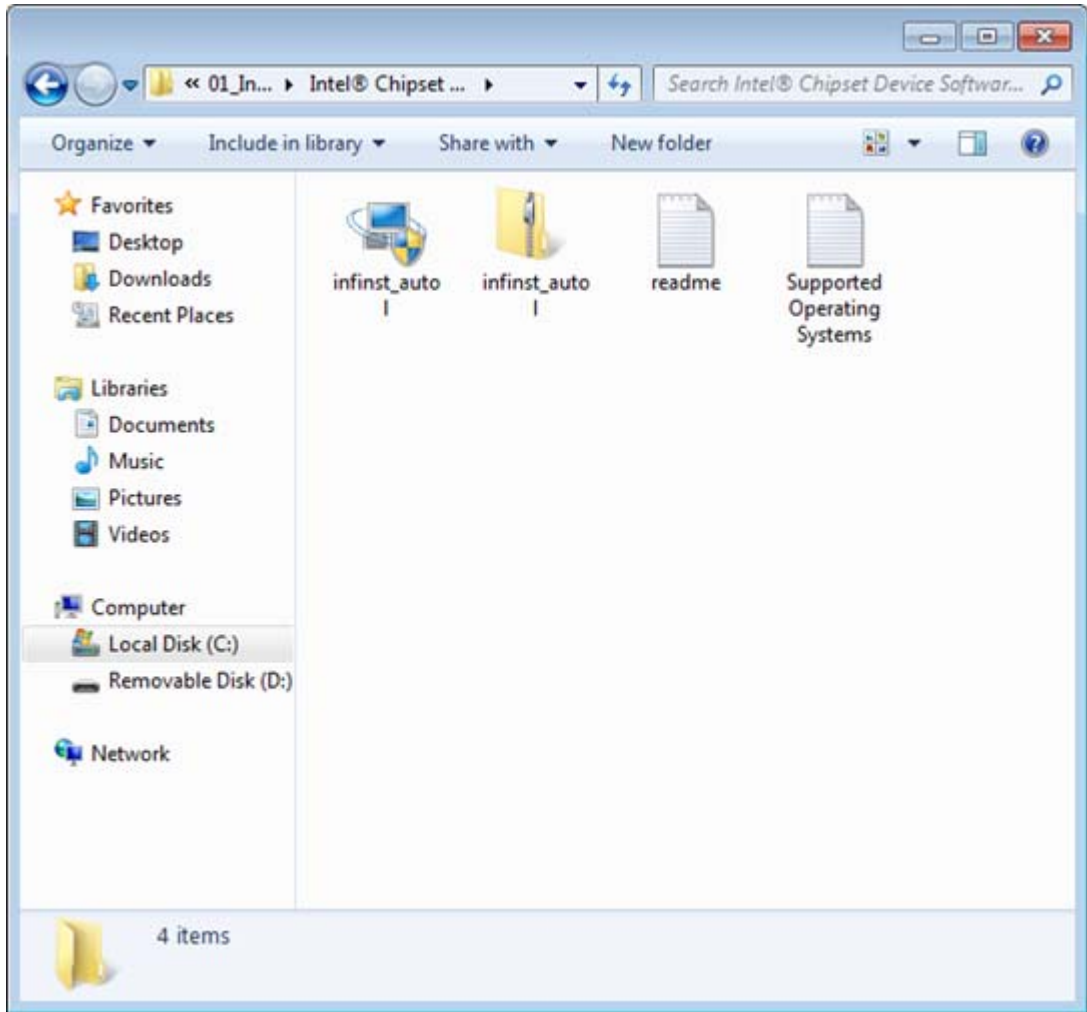 « 01_In... Intel® Chipset ...
Search Intel® Chipset Device Softwar...
Organize Include in library Share with New folder
Favorites
Desktop
Downloads
Recent Places
Libraries
Documents
Music
Pictures
Videos
Computer
Local Disk (C:)
Removable Disk (D:)
Network
infinst_auto
l
infinst_auto
l
readme
Supported
Operating
Systems
4 items